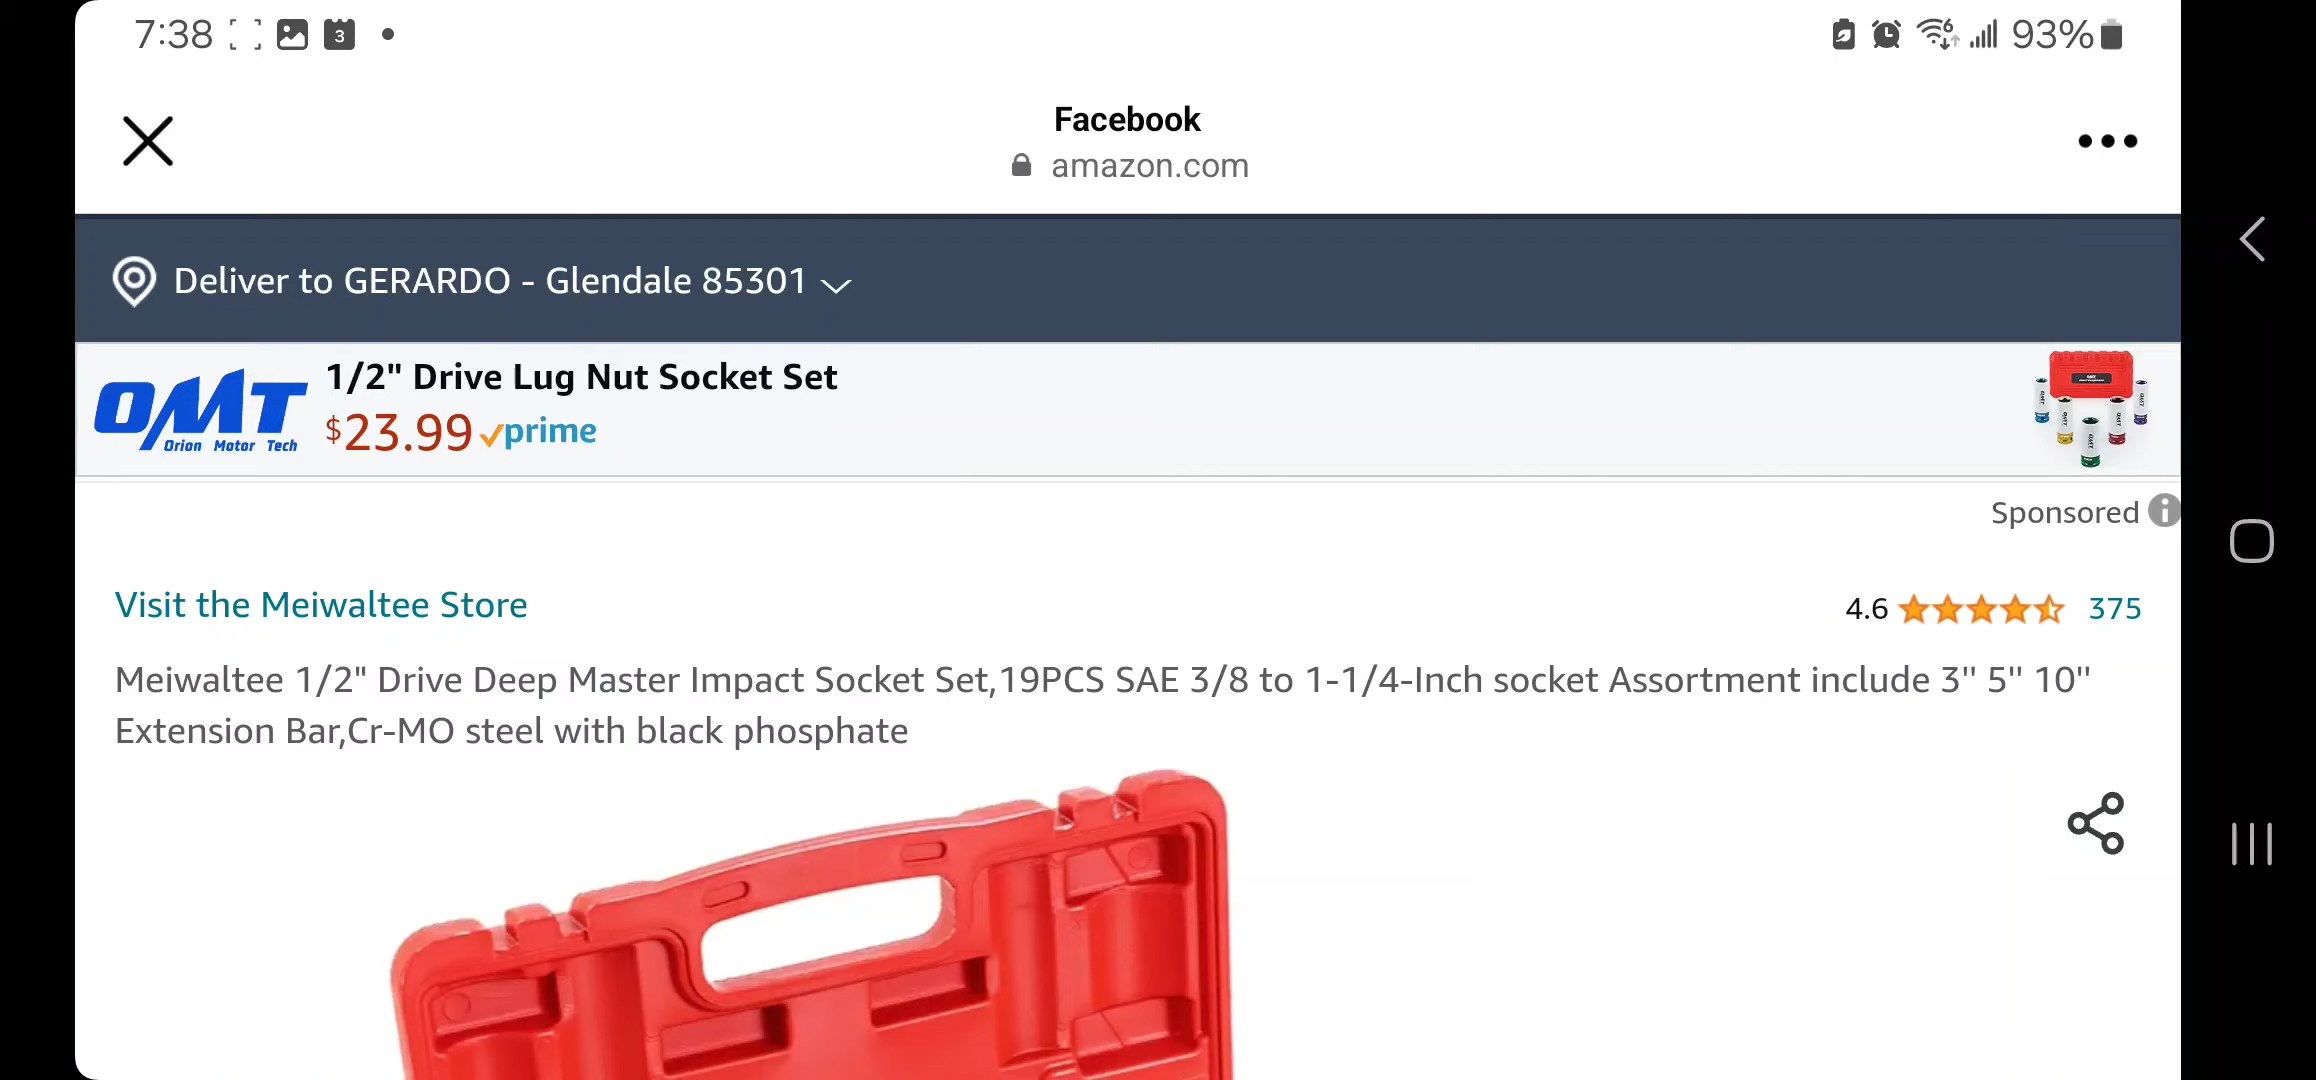 7:38
3
6
93%
Facebook
amazon.com
Deliver to GERARDO - Glendale 85301
OMT
Orion Motor Tech
1/2" Drive Lug Nut Socket Set
$23.99 prime
Sponsored
Visit the Meiwaltee Store
4.6
375
Meiwaltee 1/2" Drive Deep Master Impact Socket Set,19PCS SAE 3/8 to 1-1/4-Inch socket Assortment include 3" 5" 10"
Extension Bar,Cr-MO steel with black phosphate